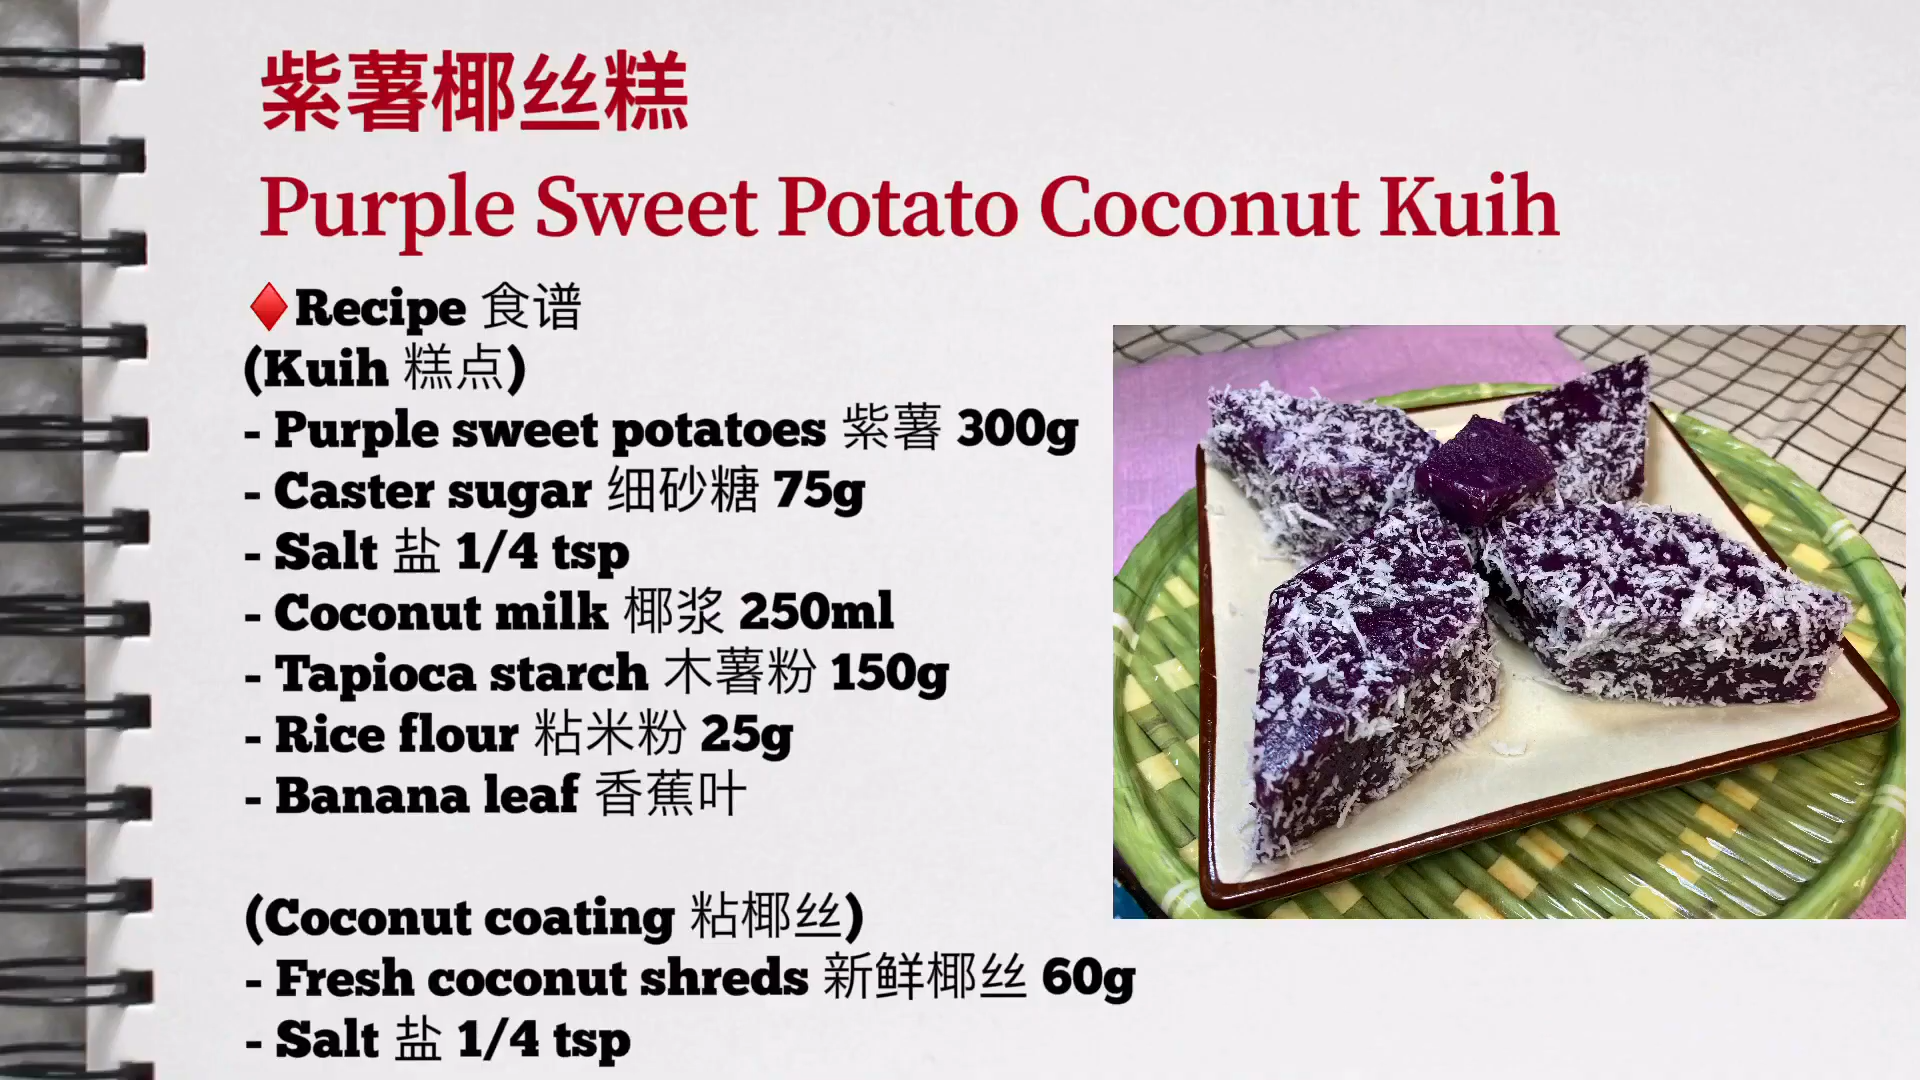 紫薯椰丝糕
Purple Sweet Potato Coconut Kuih
♦️Recipe 食谱
(Kuih 糕点)
- Purple sweet potatoes 紫薯 300g
- Caster sugar 细砂糖 75g
- Salt 盐 1/4 tsp
- Coconut milk 椰浆 250ml
- Tapioca starch 木薯粉 150g
- Rice flour 粘米粉 25g
- Banana leaf 香蕉叶
(Coconut coating 粘椰丝)
- Fresh coconut shreds 新鲜椰丝 60g
- Salt 盐 1/4 tsp